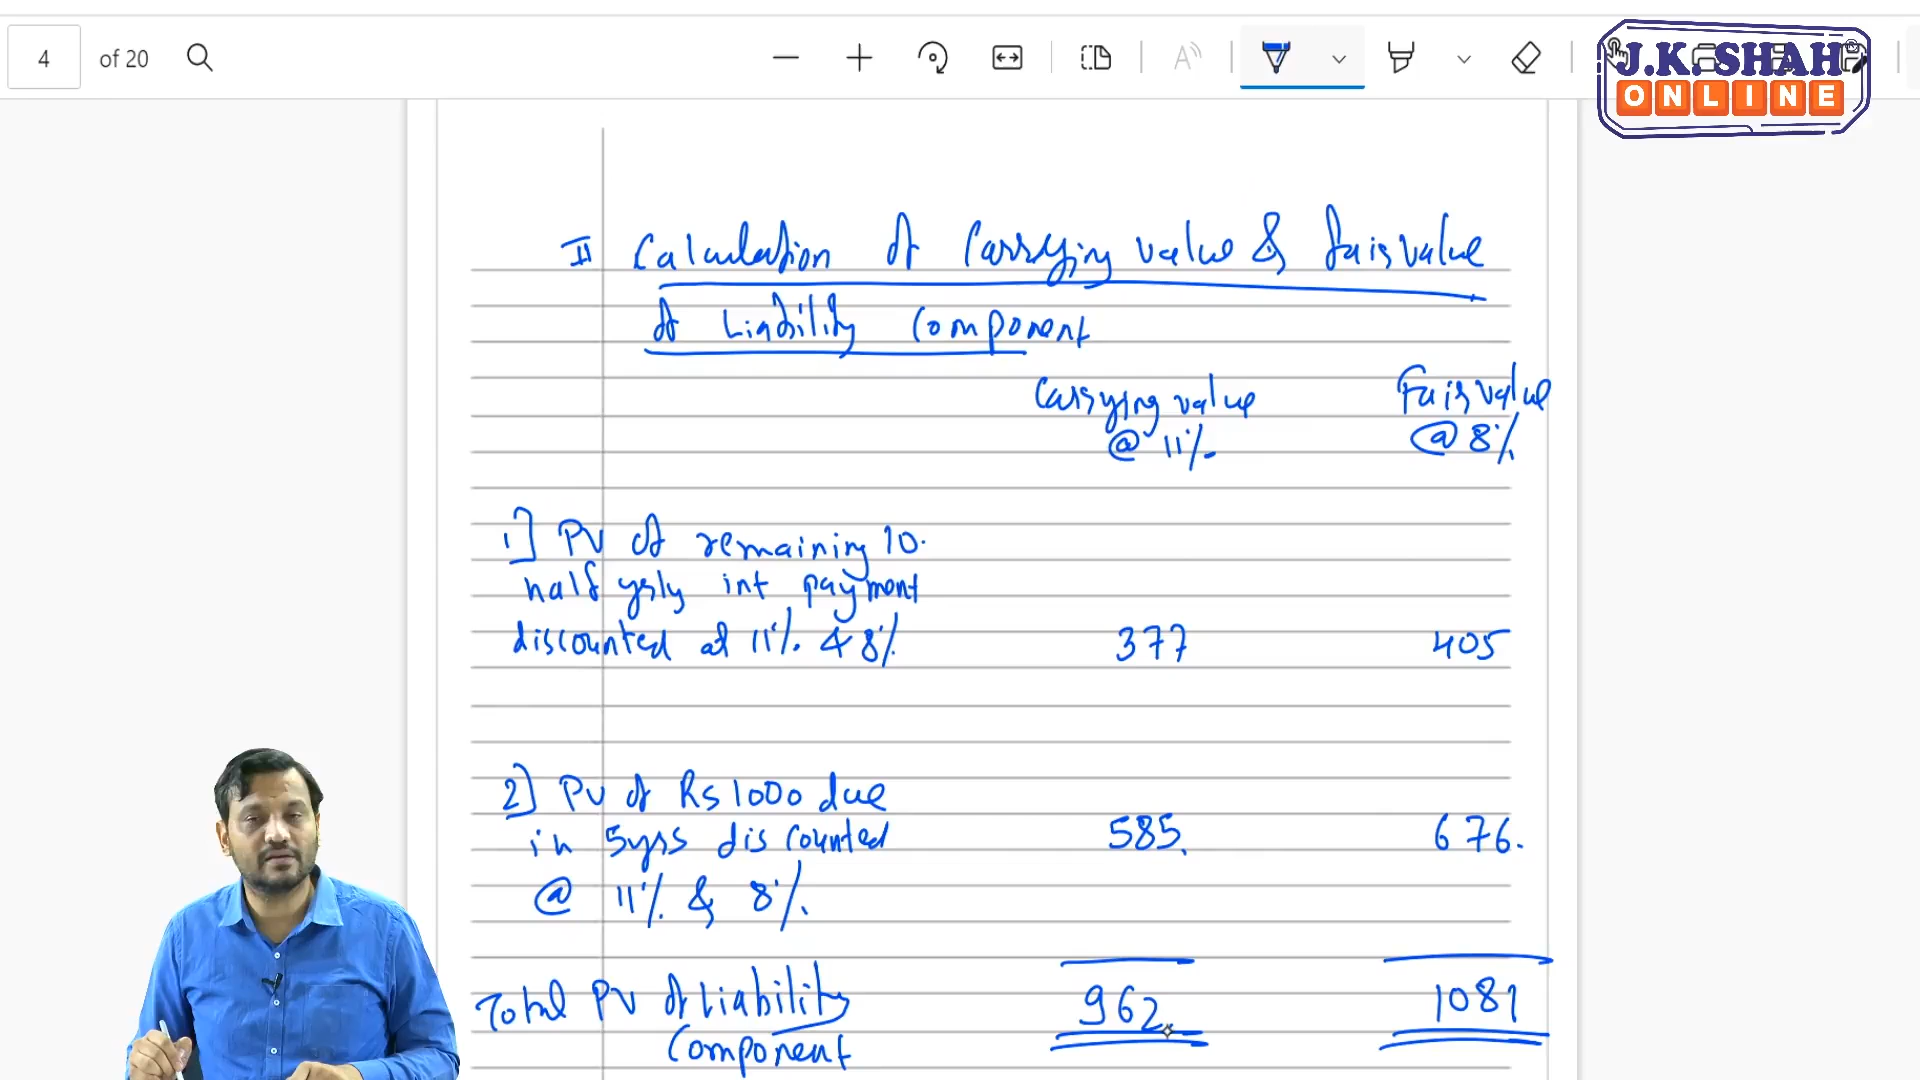 4 of 20
J.K. SHAH®
ONLINE
II Calculation of Carrying value & fair value
of Liability Component
Carrying value
@ 11%.
Fair value
@ 8%
1] PV of remaining 10
half yrly int payment
discounted at 11%. & 8%. 377 405
2] PV of Rs 1000 due
in 5yrs discounted 585. 676.
@ 11%. & 8%.
Total PV of Liability 962 1081
Component